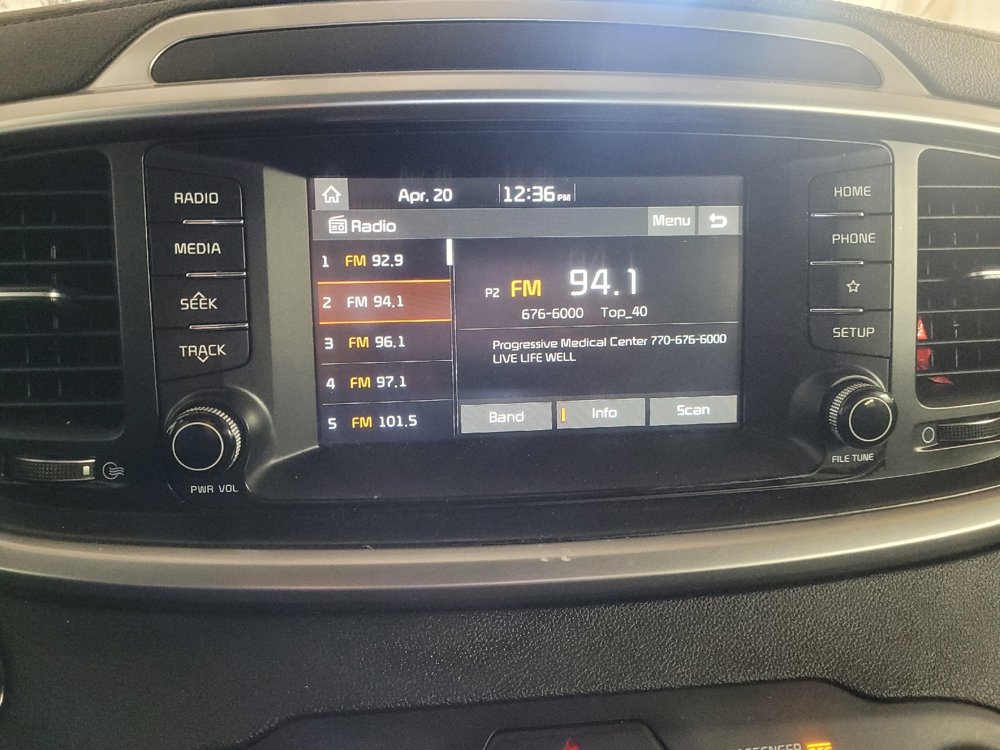 Apr. 20 12:36 PM
Radio Menu
1 FM 92.9
2 FM 94.1
3 FM 96.1
4 FM 97.1
5 FM 101.5
P2 FM 94.1
676-6000 Top_40
Progressive Medical Center 770-676-6000
LIVE LIFE WELL
Band Info Scan
RADIO
MEDIA
SEEK
TRACK
PWR VOL
HOME
PHONE
SETUP
FILE TUNE
PASSENGER OFF